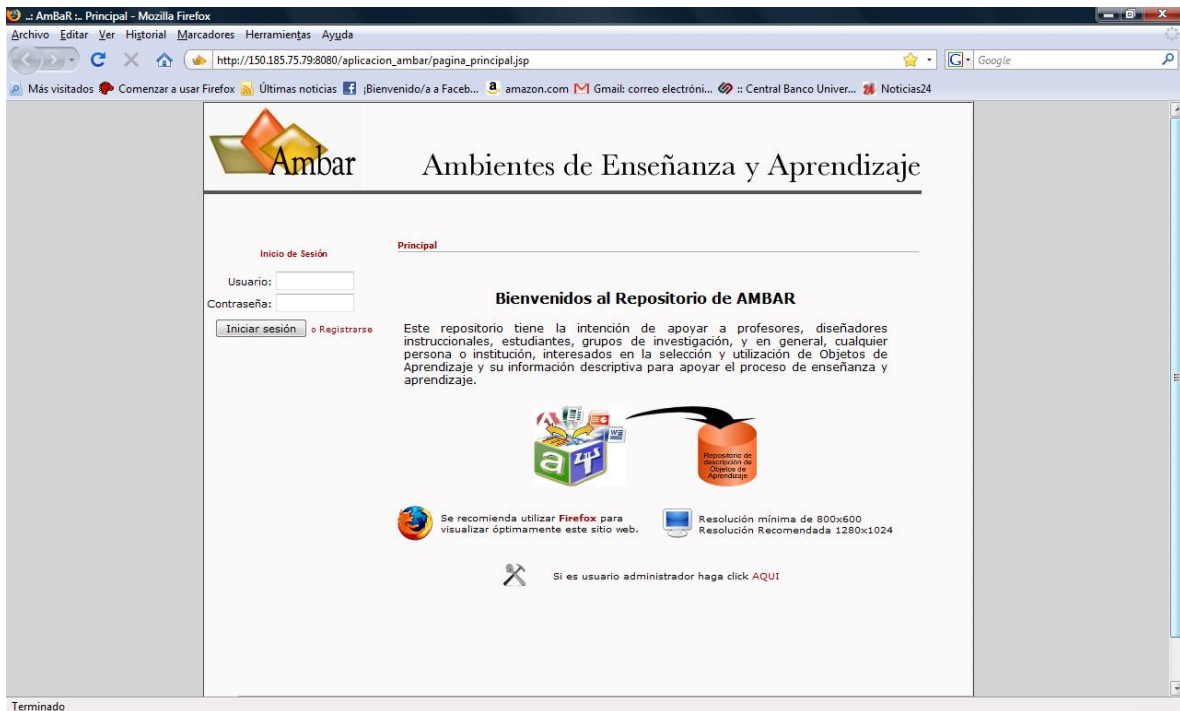 ..: AmBaR :.. Principal - Mozilla Firefox
Archivo Editar Ver Historial Marcadores Herramientas Ayuda
http://150.185.75.79:8080/aplicacion_ambar/pagina_principal.jsp
G Google
Más visitados Comenzar a usar Firefox Últimas noticias ¡Bienvenido/a a Faceb... amazon.com Gmail: correo electróni... :: Central Banco Univer... Noticias24
Ambar
Ambientes de Enseñanza y Aprendizaje
Inicio de Sesión
Usuario:
Contraseña:
Iniciar sesión o Registrarse
Principal
Bienvenidos al Repositorio de AMBAR
Este repositorio tiene la intención de apoyar a profesores, diseñadores
instruccionales, estudiantes, grupos de investigación, y en general, cualquier
persona o institución, interesados en la selección y utilización de Objetos de
Aprendizaje y su información descriptiva para apoyar el proceso de enseñanza y
aprendizaje.
Repositorio de
descripción de
Objetos de
Aprendizaje
Se recomienda utilizar Firefox para
visualizar óptimamente este sitio web.
Resolución mínima de 800x600
Resolución Recomendada 1280x1024
Si es usuario administrador haga click AQUI
Terminado